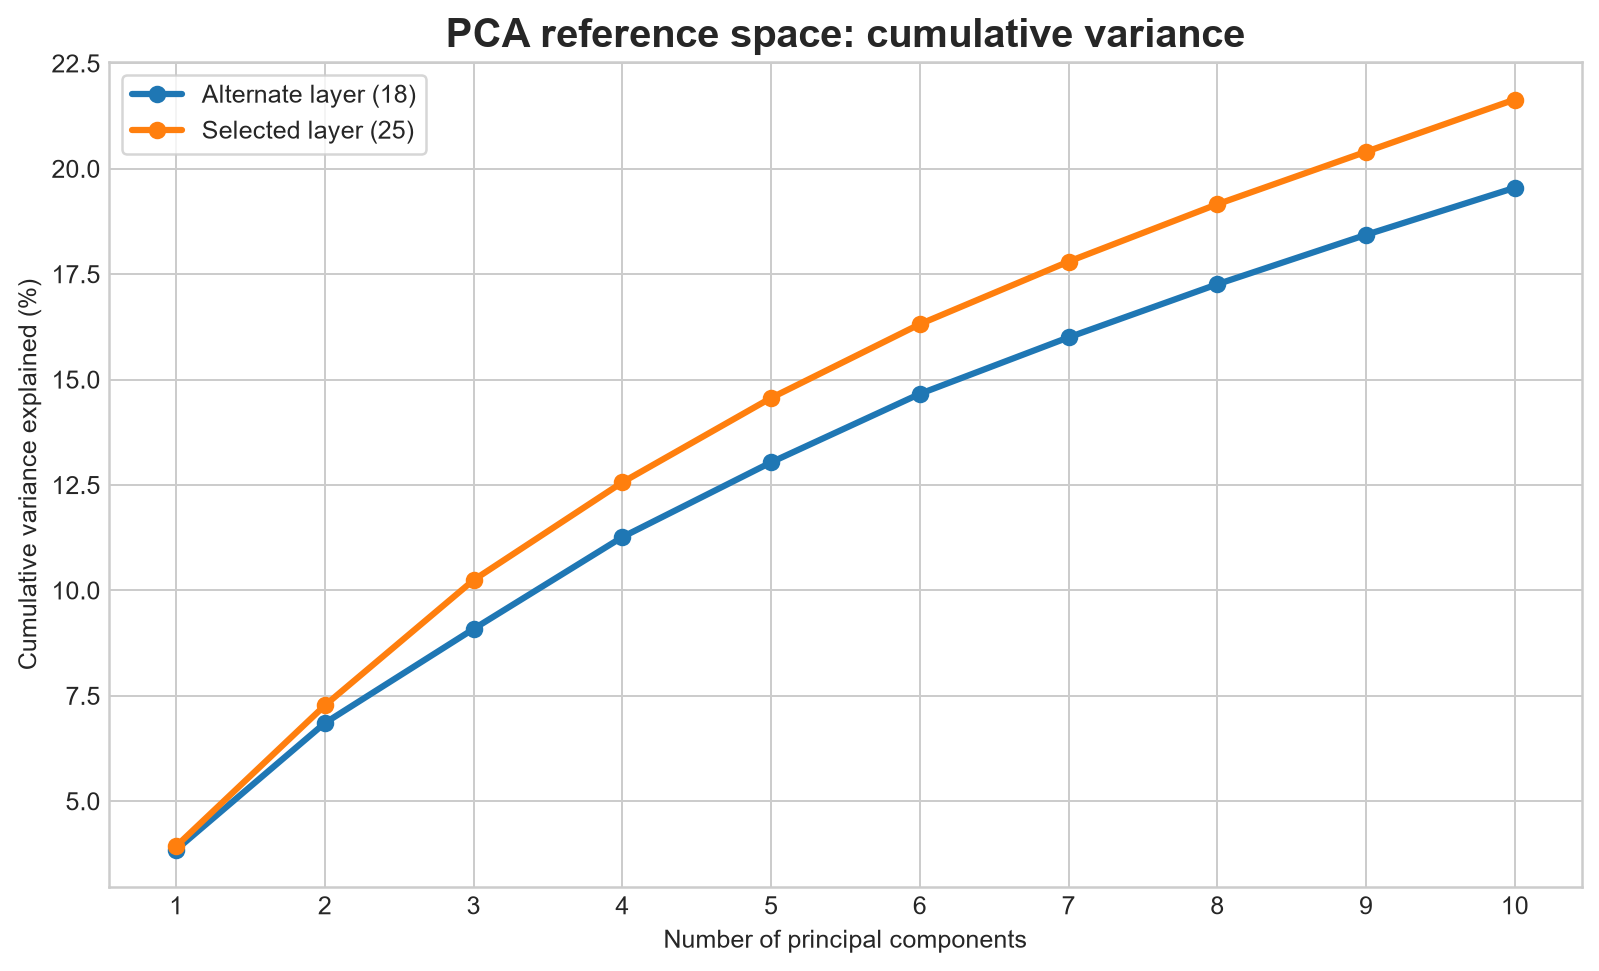 PCA reference space: cumulative variance
Alternate layer (18)
Selected layer (25)
Cumulative variance explained (%)
22.5
20.0
17.5
15.0
12.5
10.0
7.5
5.0
1 2 3 4 5 6 7 8 9 10
Number of principal components